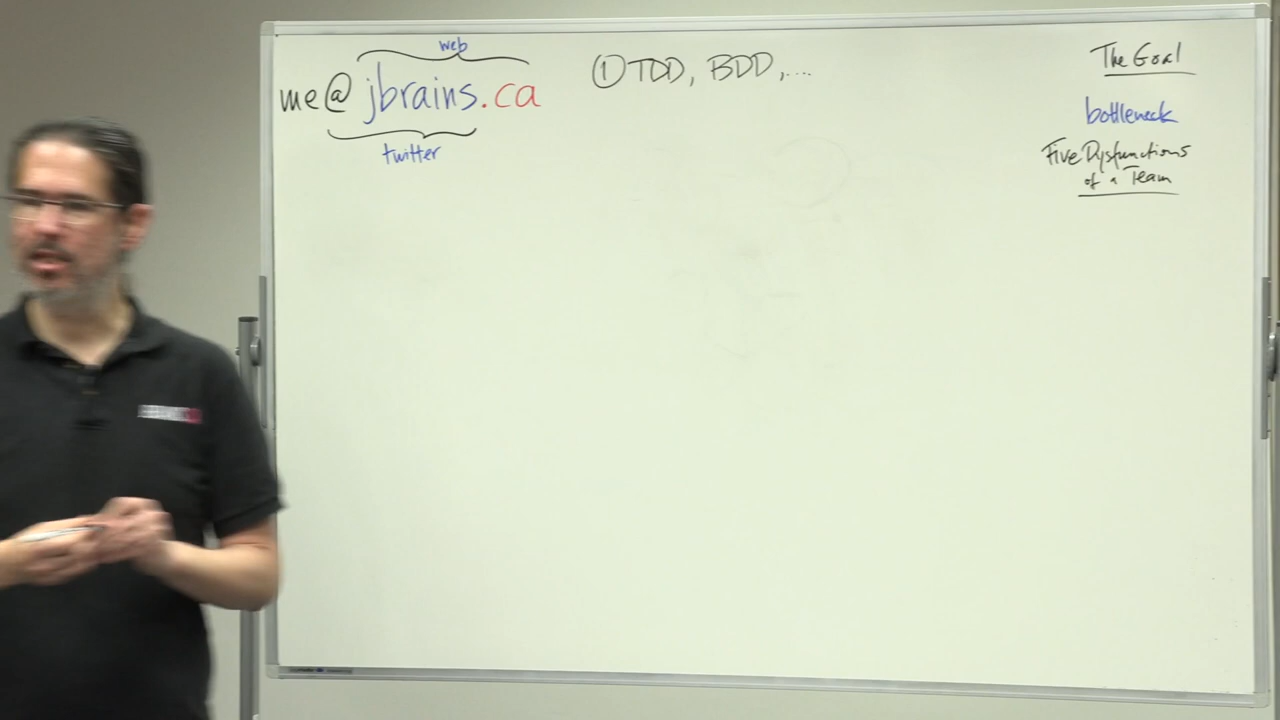 web
me@jbrains.ca
twitter
① TDD, BDD,...
The Goal
bottleneck
Five Dysfunctions
of a Team